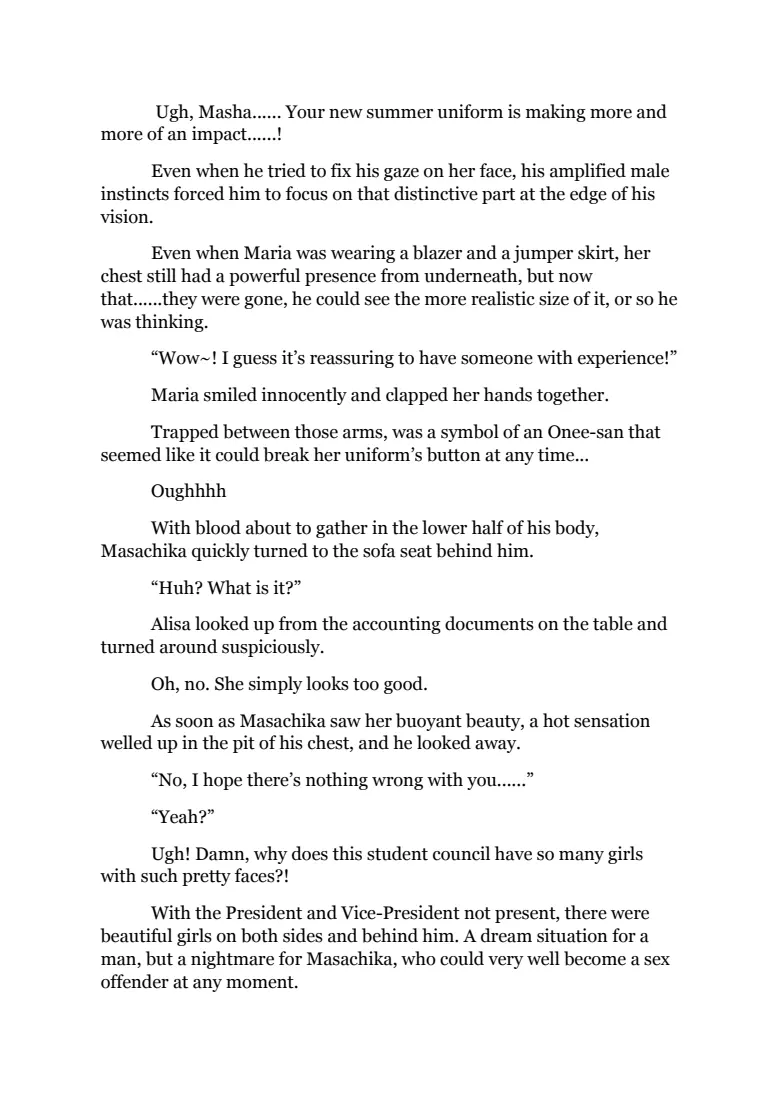 Ugh, Masha...... Your new summer uniform is making more and
more of an impact......!
Even when he tried to fix his gaze on her face, his amplified male
instincts forced him to focus on that distinctive part at the edge of his
vision.
Even when Maria was wearing a blazer and a jumper skirt, her
chest still had a powerful presence from underneath, but now
that......they were gone, he could see the more realistic size of it, or so he
was thinking.
“Wow~! I guess it’s reassuring to have someone with experience!”
Maria smiled innocently and clapped her hands together.
Trapped between those arms, was a symbol of an Onee-san that
seemed like it could break her uniform’s button at any time...
Oughhhh
With blood about to gather in the lower half of his body,
Masachika quickly turned to the sofa seat behind him.
“Huh? What is it?”
Alisa looked up from the accounting documents on the table and
turned around suspiciously.
Oh, no. She simply looks too good.
As soon as Masachika saw her buoyant beauty, a hot sensation
welled up in the pit of his chest, and he looked away.
“No, I hope there’s nothing wrong with you......”
“Yeah?”
Ugh! Damn, why does this student council have so many girls
with such pretty faces?!
With the President and Vice-President not present, there were
beautiful girls on both sides and behind him. A dream situation for a
man, but a nightmare for Masachika, who could very well become a sex
offender at any moment.